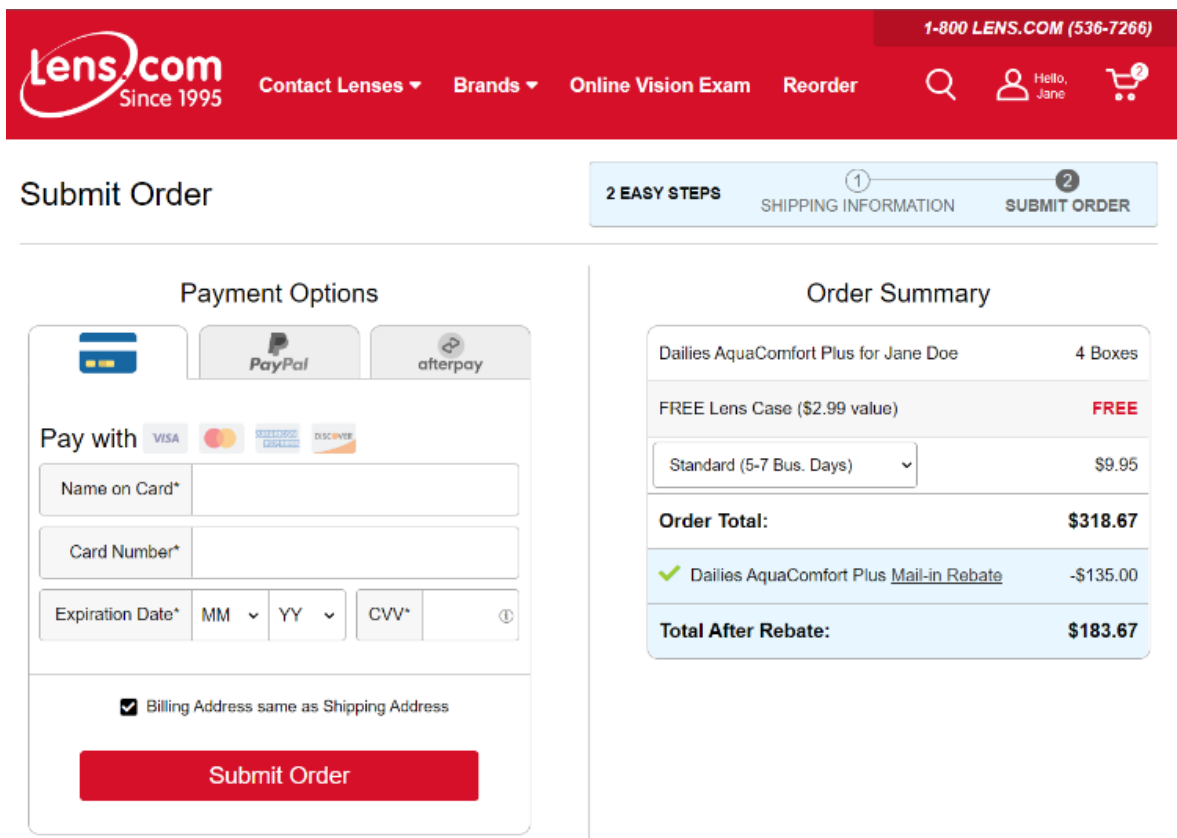 1-800 LENS.COM (536-7266)
Lens.com
Since 1995
Contact Lenses
Brands
Online Vision Exam
Reorder
Hello,
Jane
2
Submit Order
2 EASY STEPS
1
SHIPPING INFORMATION
2
SUBMIT ORDER
Payment Options
PayPal
afterpay
Pay with VISA
AMERICAN EXPRESS
DISCOVER
Name on Card*
Card Number*
Expiration Date* MM YY CVV*
Billing Address same as Shipping Address
Submit Order
Order Summary
Dailies AquaComfort Plus for Jane Doe 4 Boxes
FREE Lens Case ($2.99 value) FREE
Standard (5-7 Bus. Days) $9.95
Order Total: $318.67
Dailies AquaComfort Plus Mail-in Rebate -$135.00
Total After Rebate: $183.67